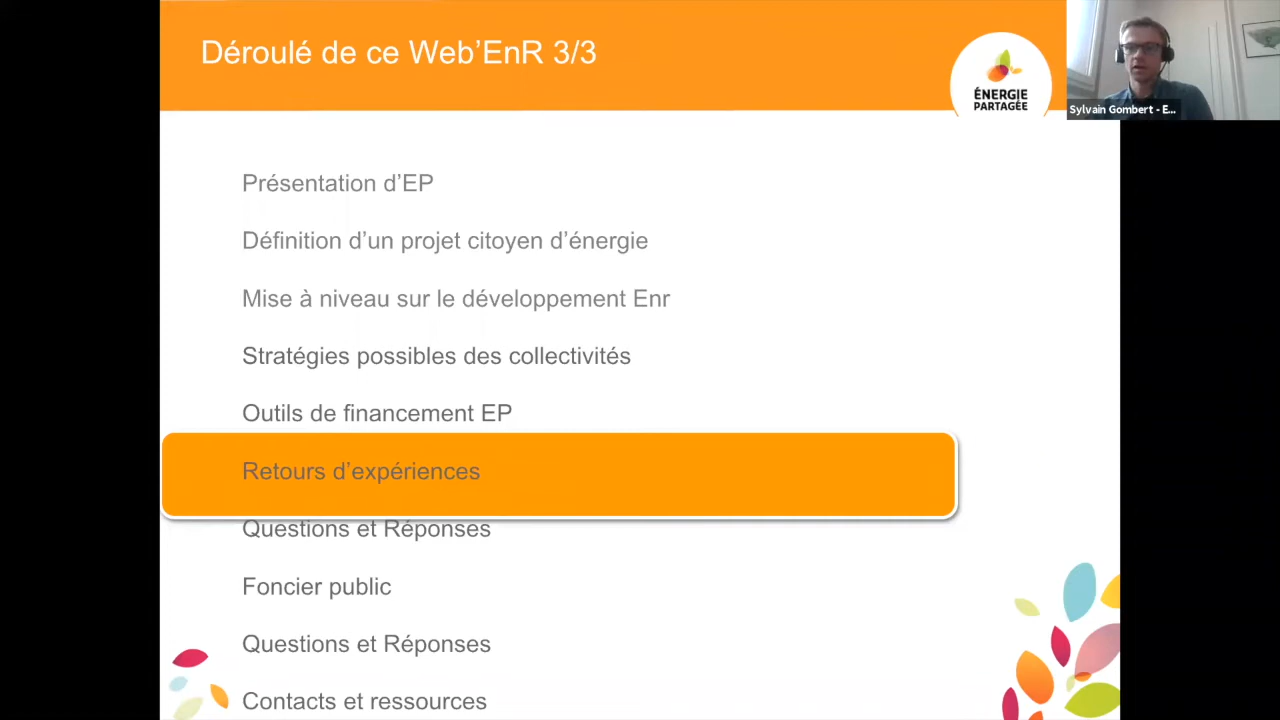 Déroulé de ce Web’EnR 3/3
ÉNERGIE
PARTAGÉE
Sylvain Gombert - E...
Présentation d’EP
Définition d’un projet citoyen d’énergie
Mise à niveau sur le développement Enr
Stratégies possibles des collectivités
Outils de financement EP
Retours d’expériences
Questions et Réponses
Foncier public
Questions et Réponses
Contacts et ressources